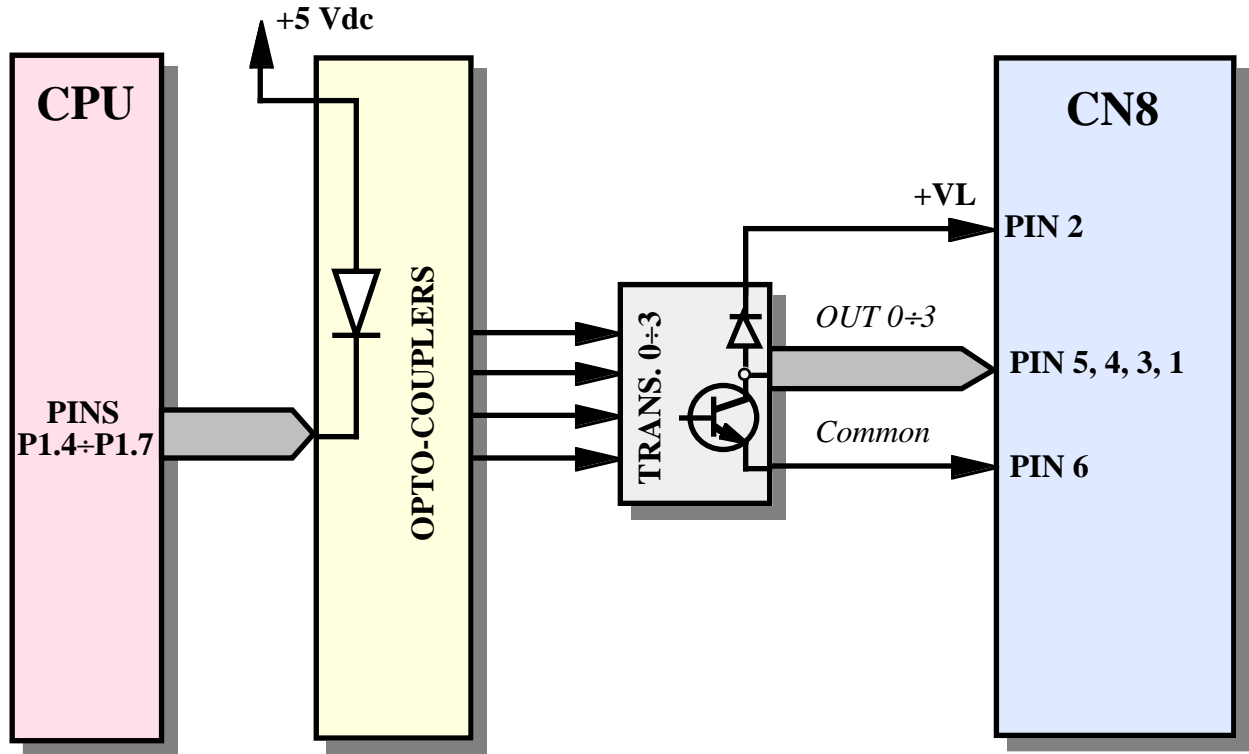 +5 Vdc
CPU
PINS
P1.4÷P1.7
OPTO-COUPLERS
TRANS. 0÷3
+VL
OUT 0÷3
Common
CN8
PIN 2
PIN 5, 4, 3, 1
PIN 6